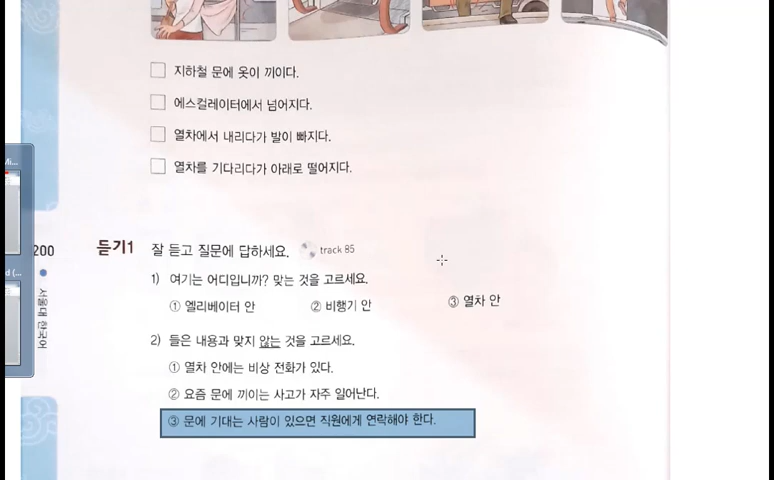 지하철 문에 옷이 끼이다.
에스컬레이터에서 넘어지다.
열차에서 내리다가 발이 빠지다.
열차를 기다리다가 아래로 떨어지다.
200
서울대 한국어
듣기1 잘 듣고 질문에 답하세요. track 85
1) 여기는 어디입니까? 맞는 것을 고르세요.
① 엘리베이터 안 ② 비행기 안 ③ 열차 안
2) 들은 내용과 맞지 않는 것을 고르세요.
① 열차 안에는 비상 전화가 있다.
② 요즘 문에 끼이는 사고가 자주 일어난다.
③ 문에 기대는 사람이 있으면 직원에게 연락해야 한다.